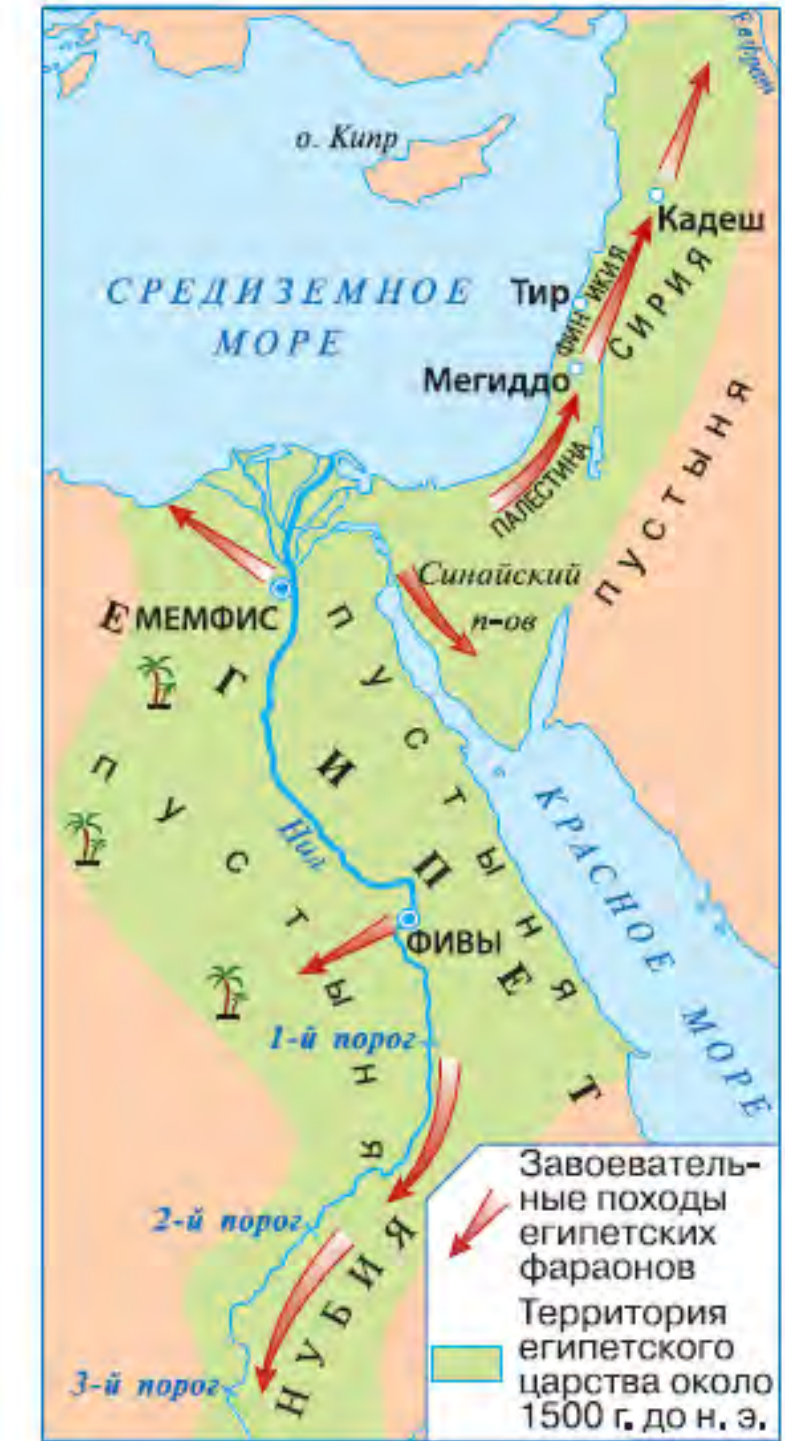 Евфрат
о. Кипр
Кадеш
СРЕДИЗЕМНОЕ
МОРЕ
Тир
ФИНИКИЯ
СИРИЯ
Мегиддо
ПАЛЕСТИНА
ПУСТЫНЯ
Синайский
п-ов
МЕМФИС
ЕГИПЕТ
ПУСТЫНЯ
ПУСТЫНЯ
Нил
КРАСНОЕ МОРЕ
ФИВЫ
1-й порог
2-й порог
НУБИЯ
3-й порог
Завоеватель-
ные походы
египетских
фараонов
Территория
египетского
царства около
1500 г. до н. э.